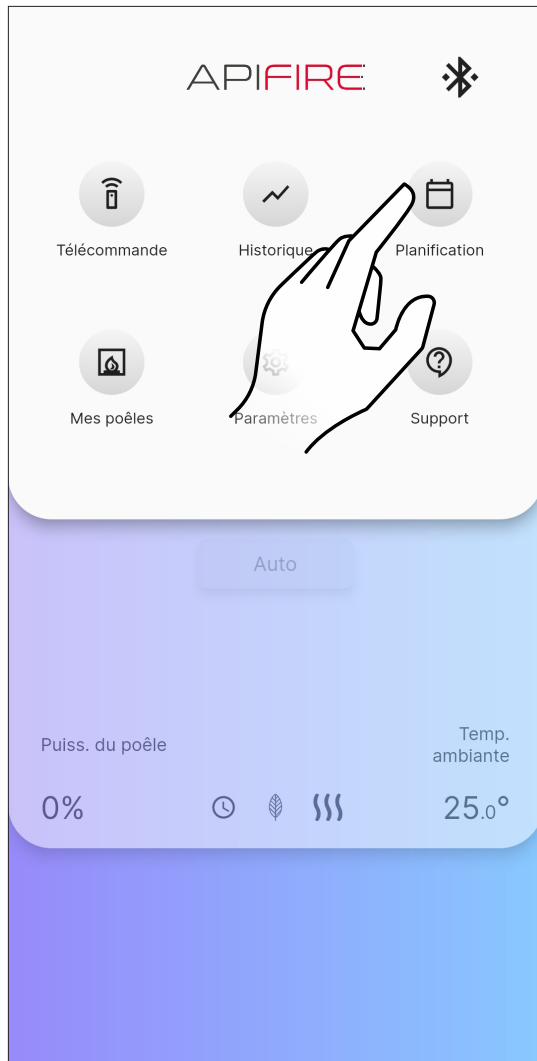 APIFIRE
Télécommande
Historique
Planification
Mes poêles
Paramètres
Support
Auto
Puiss. du poêle
Temp.
ambiante
0%
25.0°